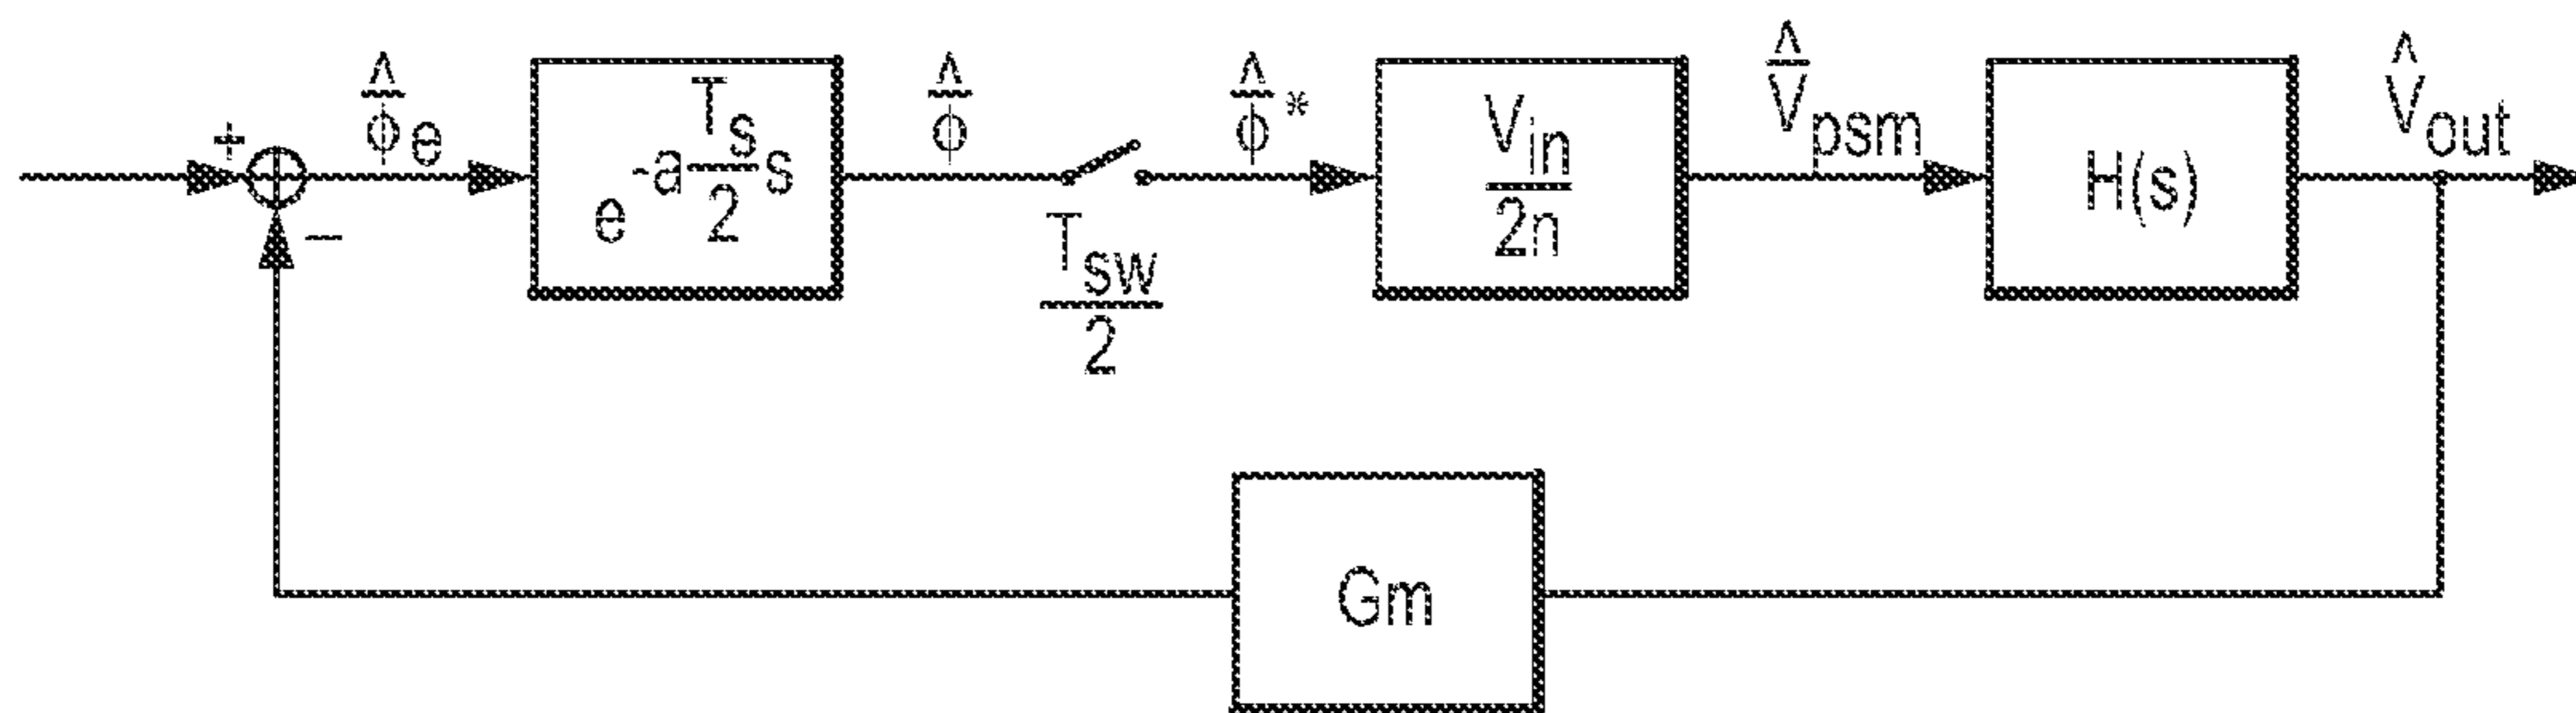 +
−
ϕ̂̅e
e^-a Ts/2 s
ϕ̂̅
Tsw/2
ϕ̂̅*
Vin/2n
V̂̅psm
H(s)
V̂out
Gm